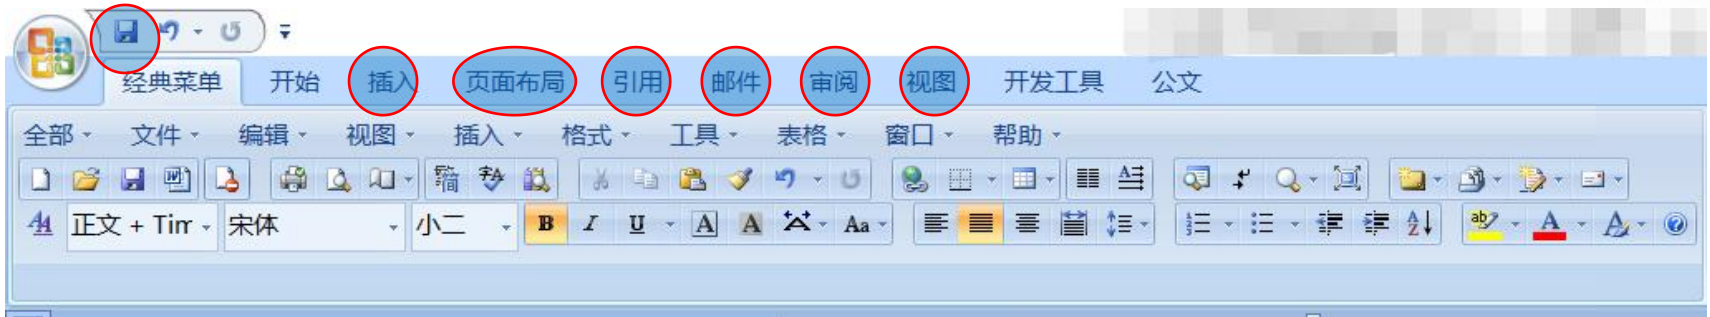 经典菜单 开始 插入 页面布局 引用 邮件 审阅 视图 开发工具 公文
全部 文件 编辑 视图 插入 格式 工具 表格 窗口 帮助
正文 + Tim 宋体 小二 B I U A A Aa A A